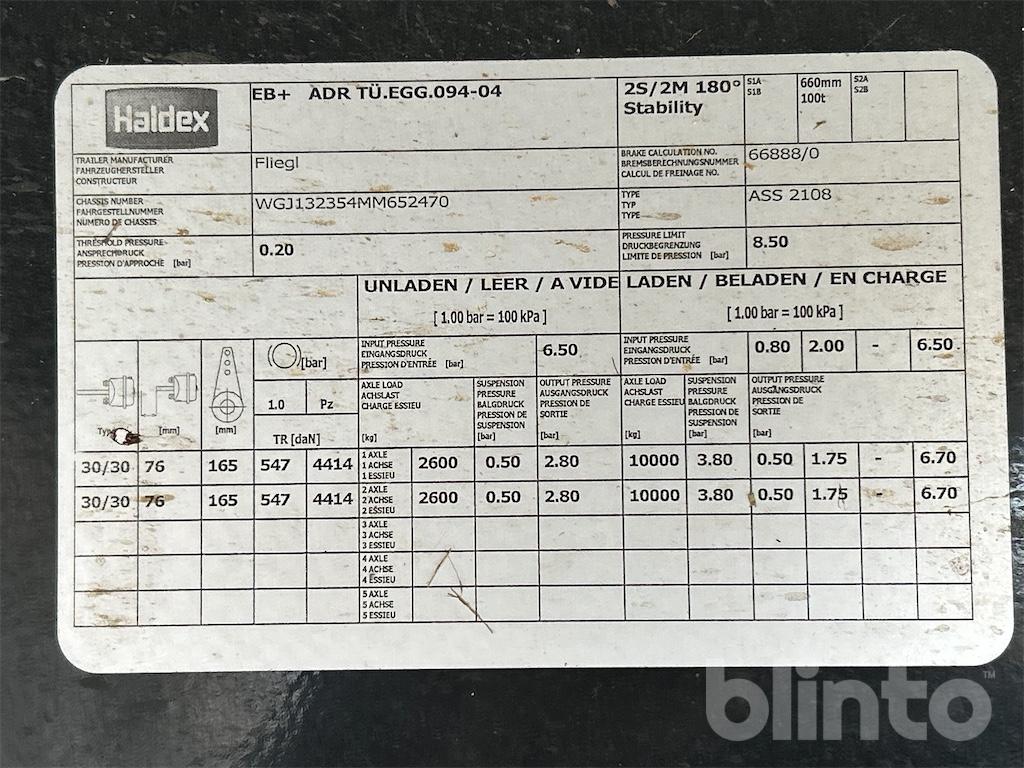 Haldex
EB+ ADR TÜ.EGG.094-04
2S/2M 180°
Stability
S1A
S1B
660mm
100t
S2A
S2B
TRAILER MANUFACTURER
FAHRZEUGHERSTELLER
CONSTRUCTEUR
Fliegl
BRAKE CALCULATION NO.
BREMSBERECHNUNGSNUMMER
CALCUL DE FREINAGE NO.
66888/0
CHASSIS NUMBER
FAHRGESTELLNUMMER
NUMERO DE CHASSIS
WGJ132354MM652470
TYPE
TYP
TYPE
ASS 2108
THRESHOLD PRESSURE
ANSPRECHDRUCK
PRESSION D'APPROCHE [bar]
0.20
PRESSURE LIMIT
DRUCKBEGRENZUNG
LIMITE DE PRESSION [bar]
8.50
UNLADEN / LEER / A VIDE
[ 1.00 bar = 100 kPa ]
LADEN / BELADEN / EN CHARGE
[ 1.00 bar = 100 kPa ]
[bar]
INPUT PRESSURE
EINGANGSDRUCK
PRESSION D'ENTRÉE [bar]
6.50
INPUT PRESSURE
EINGANGSDRUCK
PRESSION D'ENTRÉE [bar]
0.80 2.00 - 6.50
Typ
[mm]
[mm]
1.0 Pz
TR [daN]
AXLE LOAD
ACHSLAST
CHARGE ESSIEU
[kg]
SUSPENSION
PRESSURE
BALGDRUCK
PRESSION DE
SUSPENSION
[bar]
OUTPUT PRESSURE
AUSGANGSDRUCK
PRESSION DE
SORTIE
[bar]
AXLE LOAD
ACHSLAST
CHARGE ESSIEU
[kg]
SUSPENSION
PRESSURE
BALGDRUCK
PRESSION DE
SUSPENSION
[bar]
OUTPUT PRESSURE
AUSGANGSDRUCK
PRESSION DE
SORTIE
[bar]
30/30 76 165 547 4414
1 AXLE
1 ACHSE
1 ESSIEU
2600 0.50 2.80 10000 3.80 0.50 1.75 - 6.70
30/30 76 165 547 4414
2 AXLE
2 ACHSE
2 ESSIEU
2600 0.50 2.80 10000 3.80 0.50 1.75 - 6.70
3 AXLE
3 ACHSE
3 ESSIEU
4 AXLE
4 ACHSE
4 ESSIEU
5 AXLE
5 ACHSE
5 ESSIEU
blinto™